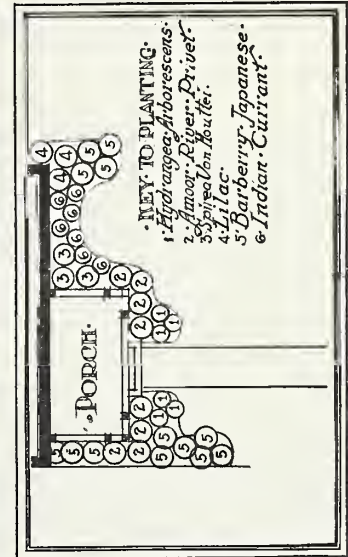 ·PORCH·
·KEY·TO·PLANTING·
1·Hydrangea·Arborescens·
2·Amoor·River·Privet·
3·Spirea·Van·Houttei·
4·Lilac·
5·Barberry·Japanese·
6·Indian·Currant·